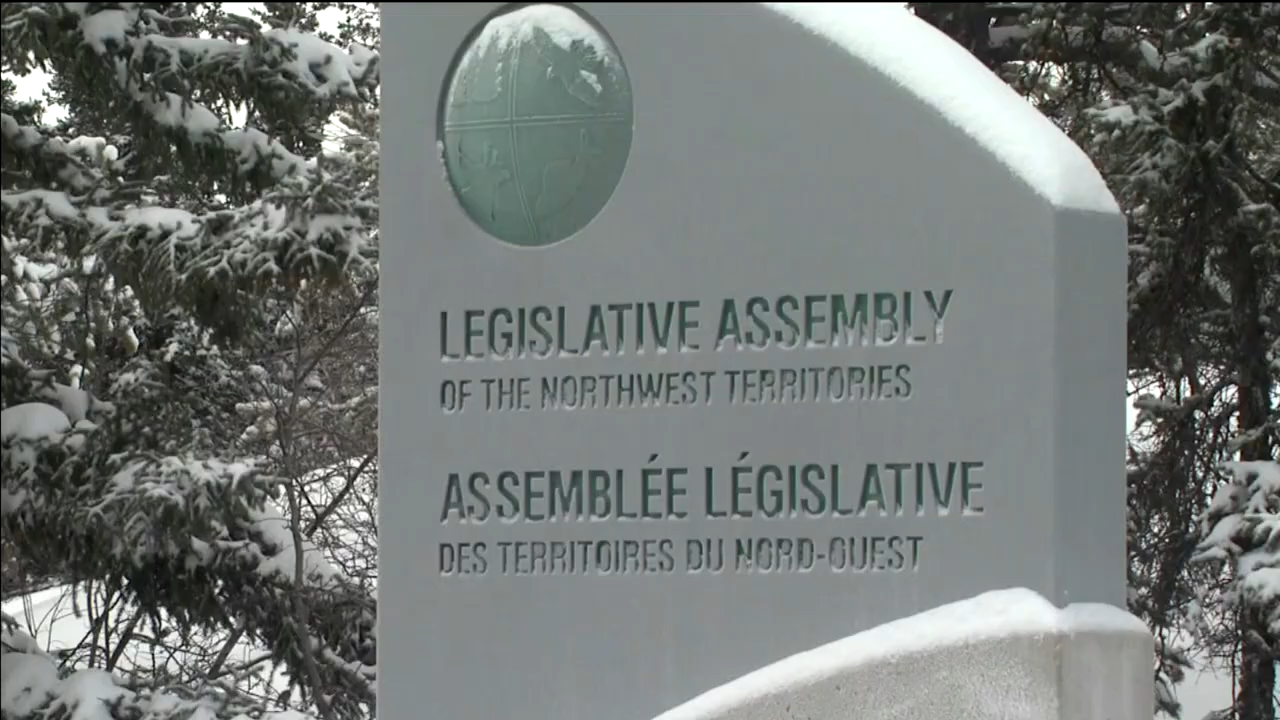 LEGISLATIVE ASSEMBLY
OF THE NORTHWEST TERRITORIES
ASSEMBLÉE LÉGISLATIVE
DES TERRITOIRES DU NORD-OUEST